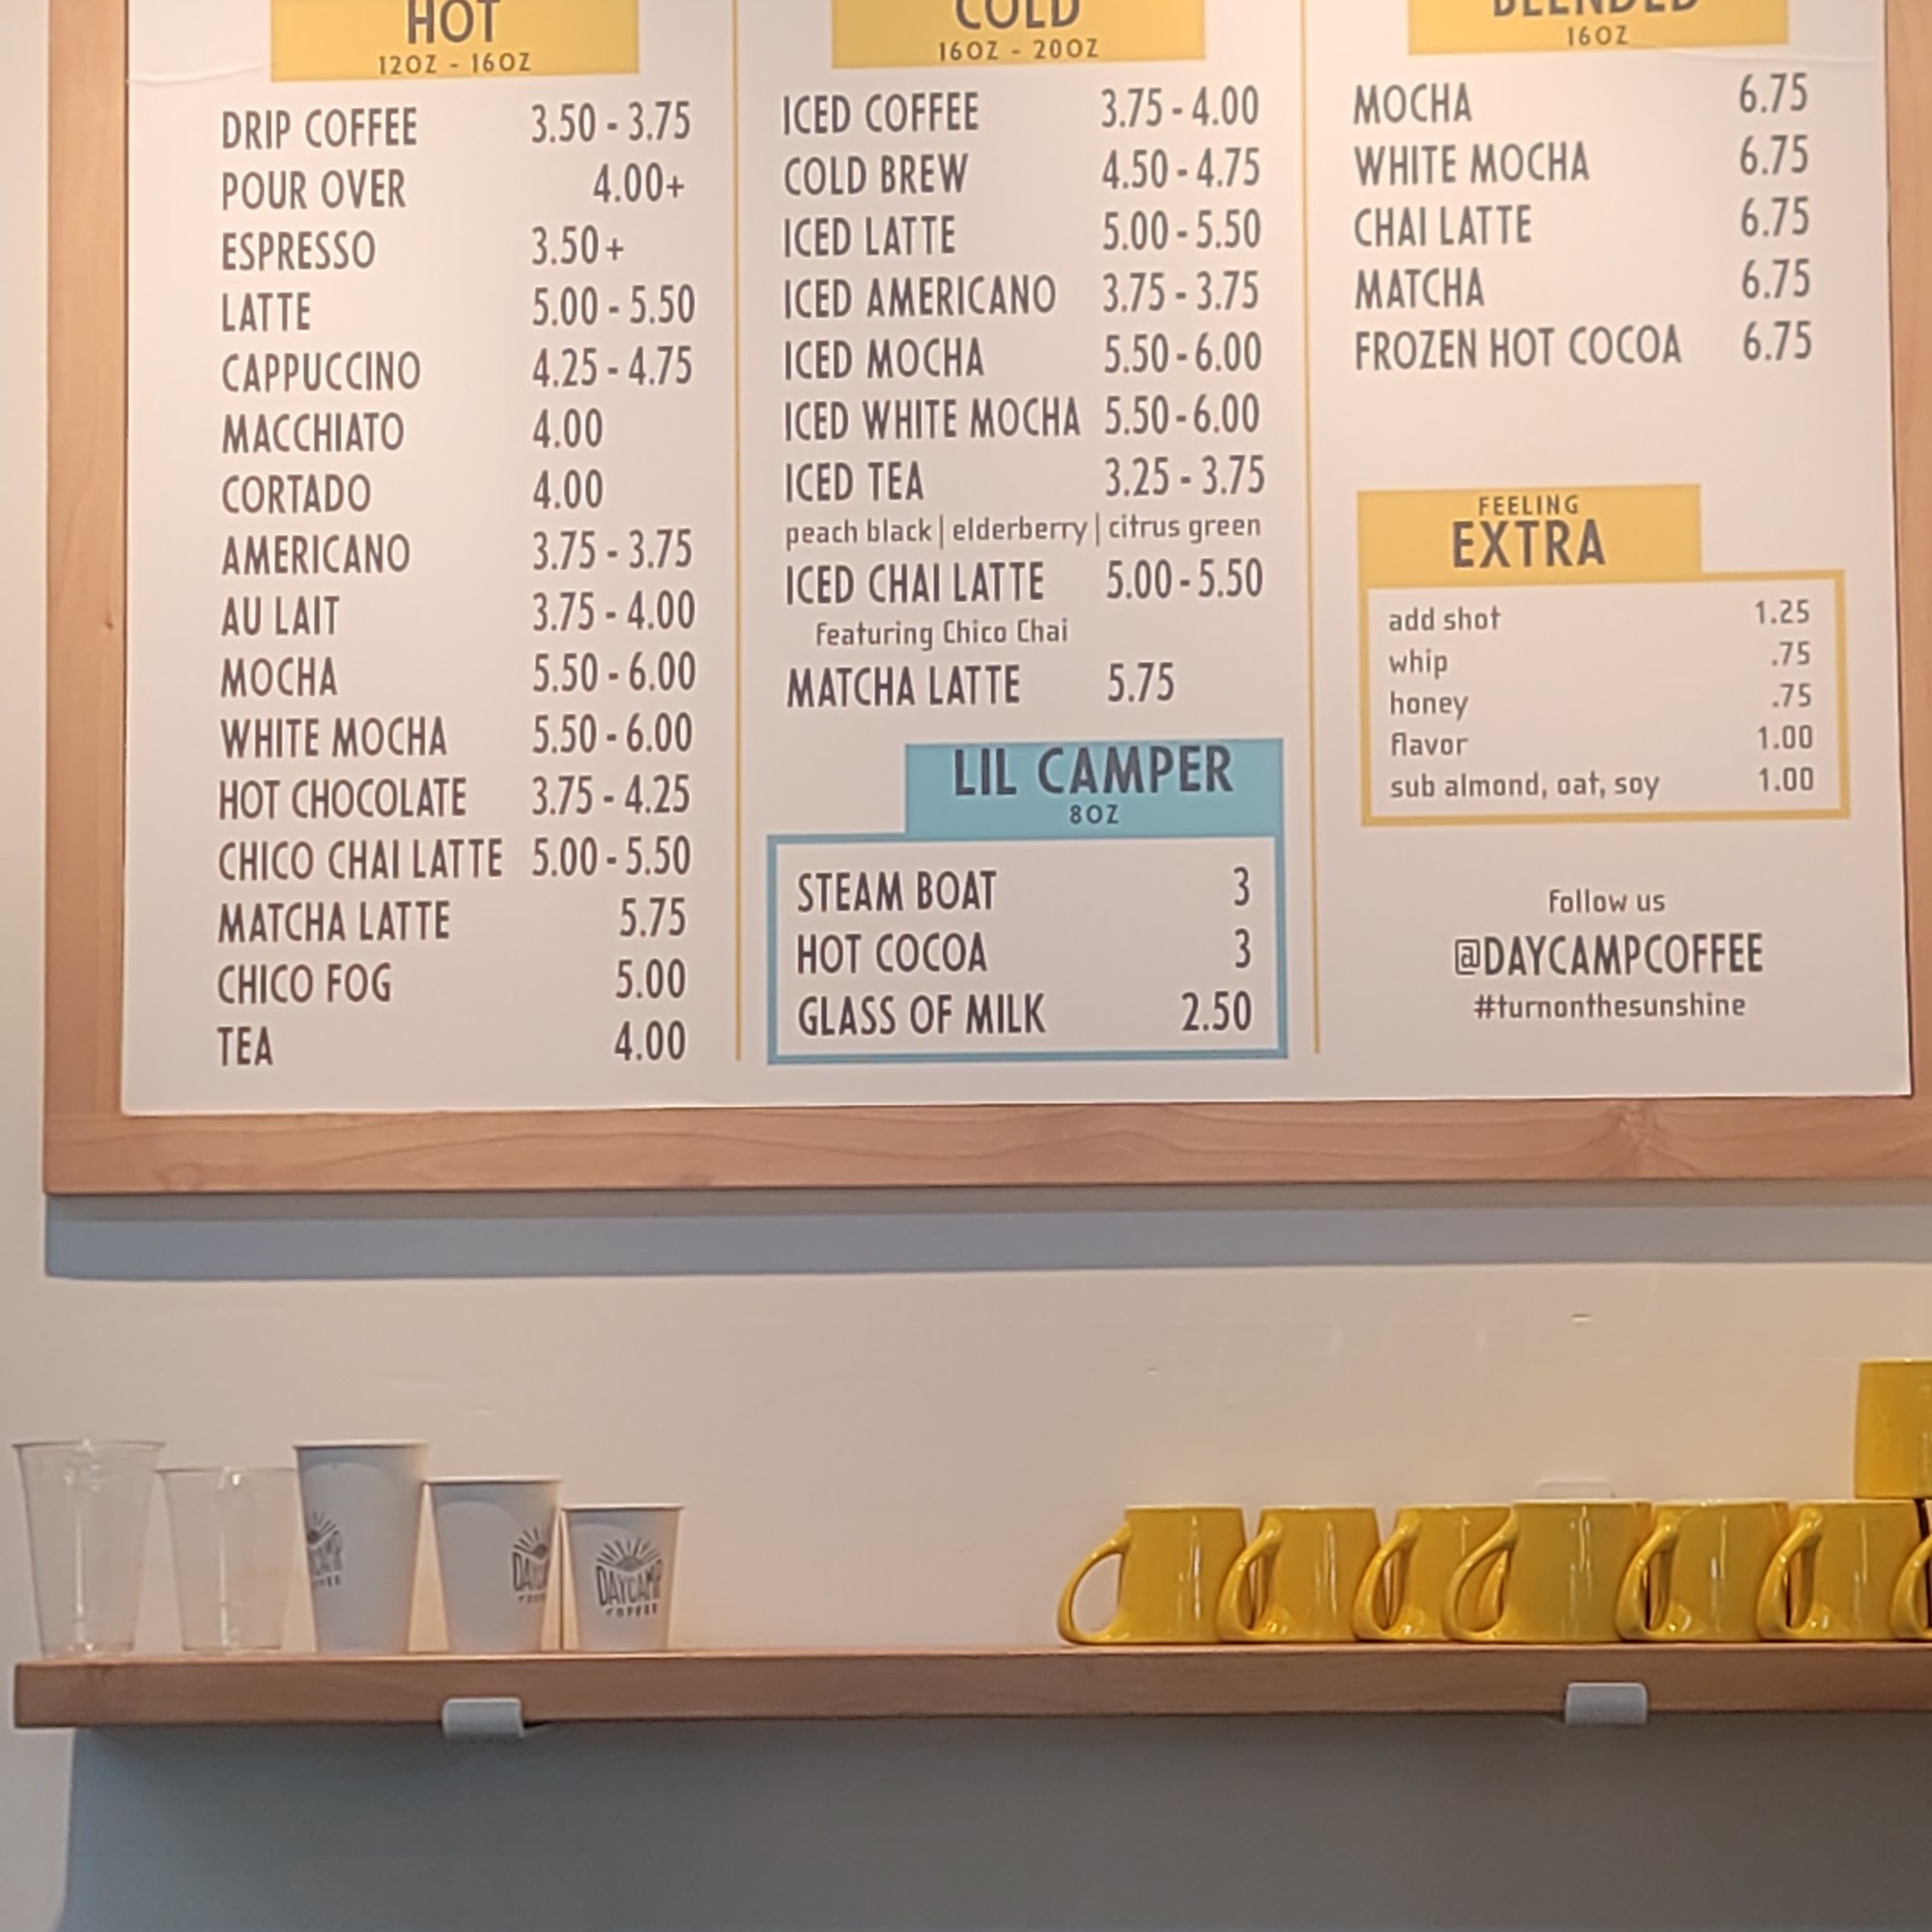 HOT
12OZ - 16OZ
DRIP COFFEE 3.50 - 3.75
POUR OVER 4.00+
ESPRESSO 3.50+
LATTE 5.00 - 5.50
CAPPUCCINO 4.25 - 4.75
MACCHIATO 4.00
CORTADO 4.00
AMERICANO 3.75 - 3.75
AU LAIT 3.75 - 4.00
MOCHA 5.50 - 6.00
WHITE MOCHA 5.50 - 6.00
HOT CHOCOLATE 3.75 - 4.25
CHICO CHAI LATTE 5.00 - 5.50
MATCHA LATTE 5.75
CHICO FOG 5.00
TEA 4.00
COLD
16OZ - 20OZ
ICED COFFEE 3.75 - 4.00
COLD BREW 4.50 - 4.75
ICED LATTE 5.00 - 5.50
ICED AMERICANO 3.75 - 3.75
ICED MOCHA 5.50 - 6.00
ICED WHITE MOCHA 5.50 - 6.00
ICED TEA 3.25 - 3.75
peach black | elderberry | citrus green
ICED CHAI LATTE 5.00 - 5.50
featuring Chico Chai
MATCHA LATTE 5.75
LIL CAMPER
8OZ
STEAM BOAT 3
HOT COCOA 3
GLASS OF MILK 2.50
BLENDED
16OZ
MOCHA 6.75
WHITE MOCHA 6.75
CHAI LATTE 6.75
MATCHA 6.75
FROZEN HOT COCOA 6.75
FEELING
EXTRA
add shot 1.25
whip .75
honey .75
flavor 1.00
sub almond, oat, soy 1.00
follow us
@DAYCAMPCOFFEE
#turnonthesunshine
DAYCAMP
COFFEE